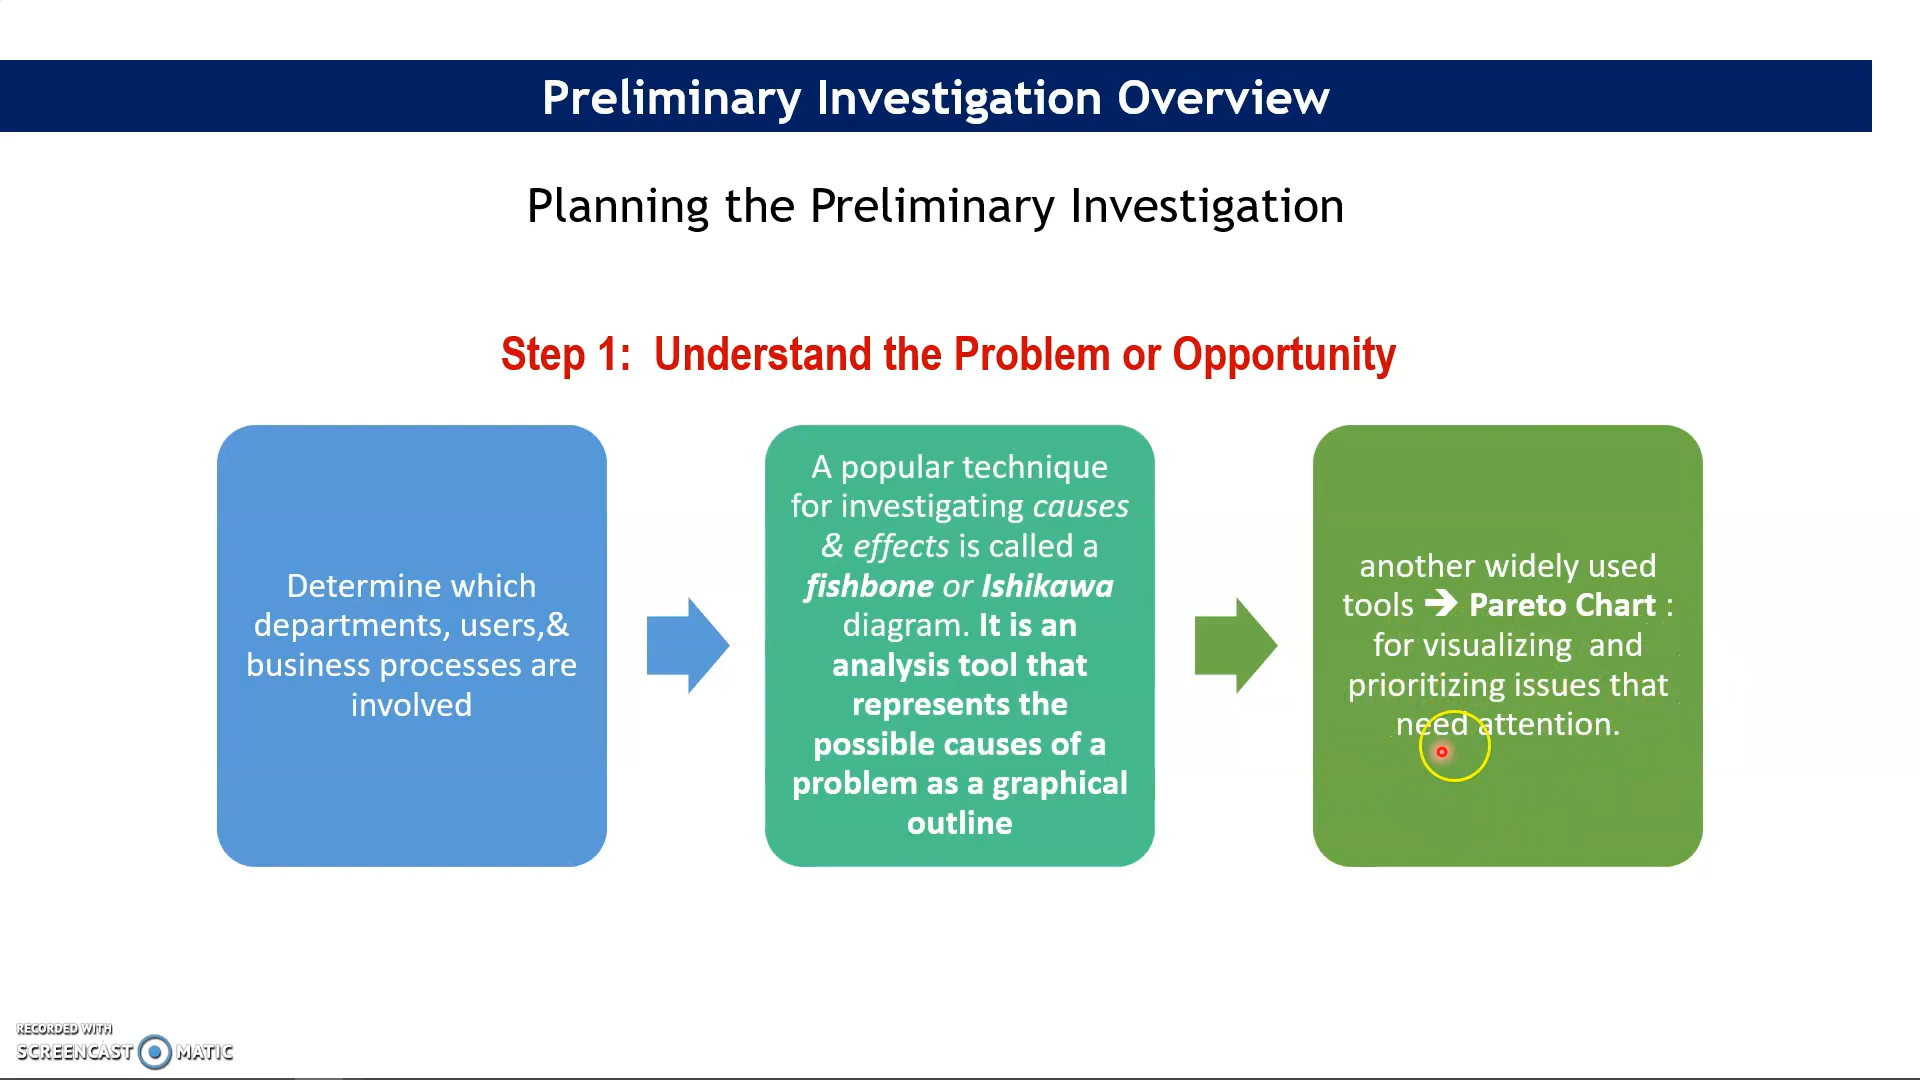 Preliminary Investigation Overview
Planning the Preliminary Investigation
Step 1:  Understand the Problem or Opportunity
Determine which
departments, users,&
business processes are
involved
A popular technique
for investigating causes
& effects is called a
fishbone or Ishikawa
diagram. It is an
analysis tool that
represents the
possible causes of a
problem as a graphical
outline
another widely used
tools ➔ Pareto Chart :
for visualizing  and
prioritizing issues that
need attention.
RECORDED WITH
SCREENCAST MATIC